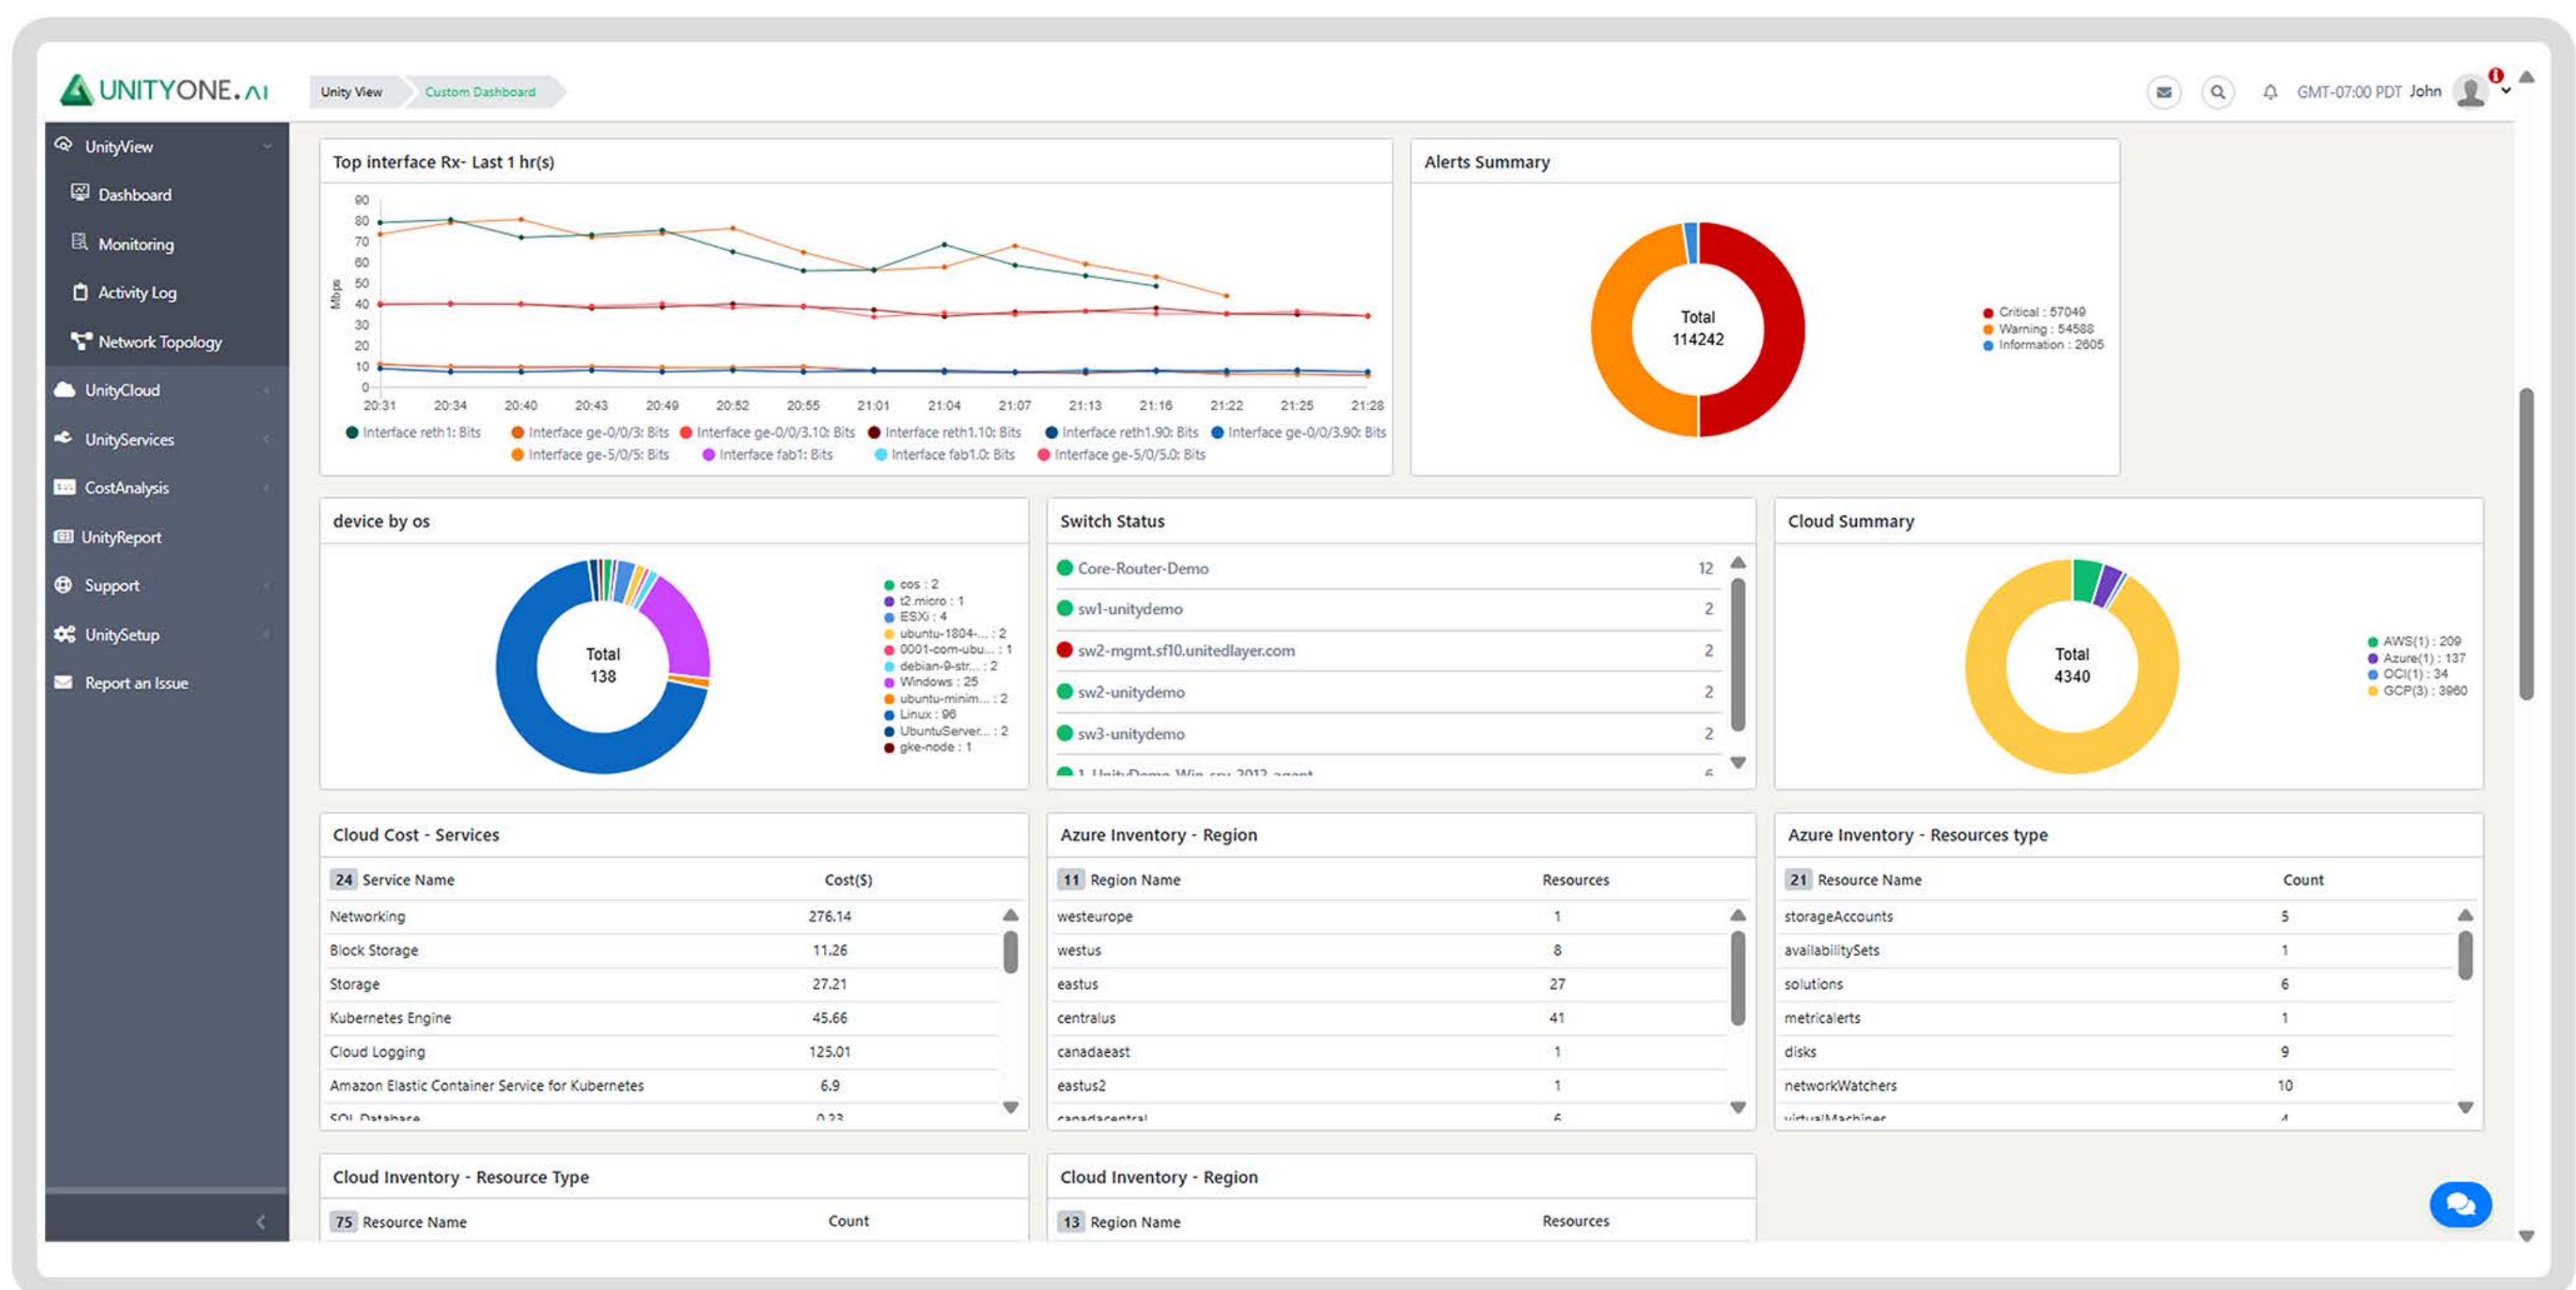 UNITYONE.AI
Unity View
Custom Dashboard
GMT-07:00 PDT John
UnityView
Dashboard
Monitoring
Activity Log
Network Topology
UnityCloud
UnityServices
CostAnalysis
UnityReport
Support
UnitySetup
Report an Issue
Top interface Rx- Last 1 hr(s)
90
80
70
60
50
40
30
20
10
0
Mbps
20:31 20:34 20:40 20:43 20:49 20:52 20:55 21:01 21:04 21:07 21:13 21:16 21:22 21:25 21:28
Interface reth1: Bits Interface ge-0/0/3: Bits Interface ge-0/0/3.10: Bits Interface reth1.10: Bits Interface reth1.90: Bits Interface ge-0/0/3.90: Bits
Interface ge-5/0/5: Bits Interface fab1: Bits Interface fab1.0: Bits Interface ge-5/0/5.0: Bits
Alerts Summary
Total
114242
Critical : 57049
Warning : 54588
Information : 2605
device by os
Total
138
cos : 2
t2.micro : 1
ESXi : 4
ubuntu-1804-... : 2
0001-com-ubu... : 1
debian-9-str... : 2
Windows : 25
ubuntu-minim... : 2
Linux : 96
UbuntuServer... : 2
gke-node : 1
Switch Status
Core-Router-Demo 12
sw1-unitydemo 2
sw2-mgmt.sf10.unitedlayer.com 2
sw2-unitydemo 2
sw3-unitydemo 2
1_UnityDemo_Win_srv_2012_agent 6
Cloud Summary
Total
4340
AWS(1) : 209
Azure(1) : 137
OCI(1) : 34
GCP(3) : 3960
Cloud Cost - Services
24 Service Name Cost($)
Networking 276.14
Block Storage 11.26
Storage 27.21
Kubernetes Engine 45.66
Cloud Logging 125.01
Amazon Elastic Container Service for Kubernetes 6.9
SQL Database 0.23
Azure Inventory - Region
11 Region Name Resources
westeurope 1
westus 8
eastus 27
centralus 41
canadaeast 1
eastus2 1
canadacentral 6
Azure Inventory - Resources type
21 Resource Name Count
storageAccounts 5
availabilitySets 1
solutions 6
metricalerts 1
disks 9
networkWatchers 10
virtualMachines 4
Cloud Inventory - Resource Type
75 Resource Name Count
Cloud Inventory - Region
13 Region Name Resources